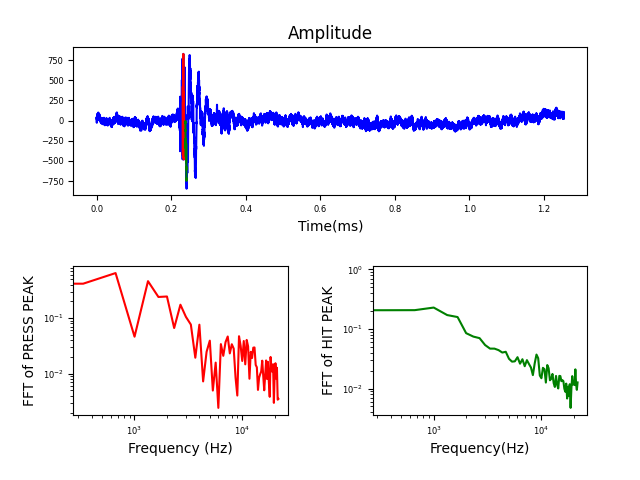 Amplitude
750
500
250
0
−250
−500
−750
0.0 0.2 0.4 0.6 0.8 1.0 1.2
Time(ms)
FFT of PRESS PEAK
10⁻¹
10⁻²
10³ 10⁴
Frequency (Hz)
FFT of HIT PEAK
10⁰
10⁻¹
10⁻²
10³ 10⁴
Frequency(Hz)